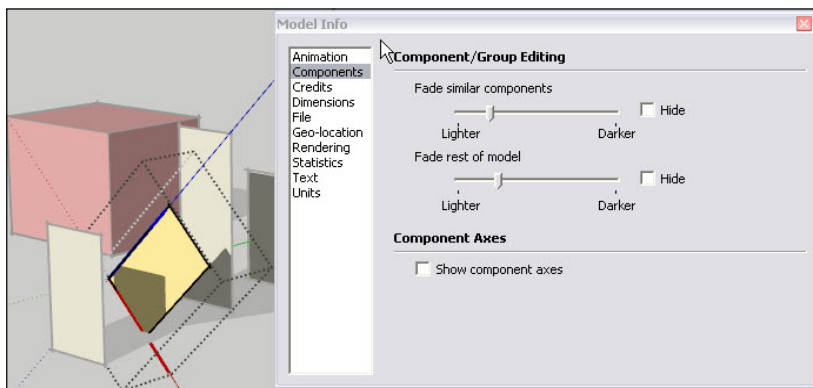 Model Info
Animation
Components
Credits
Dimensions
File
Geo-location
Rendering
Statistics
Text
Units
Component/Group Editing
Fade similar components
Hide
Lighter Darker
Fade rest of model
Hide
Lighter Darker
Component Axes
Show component axes